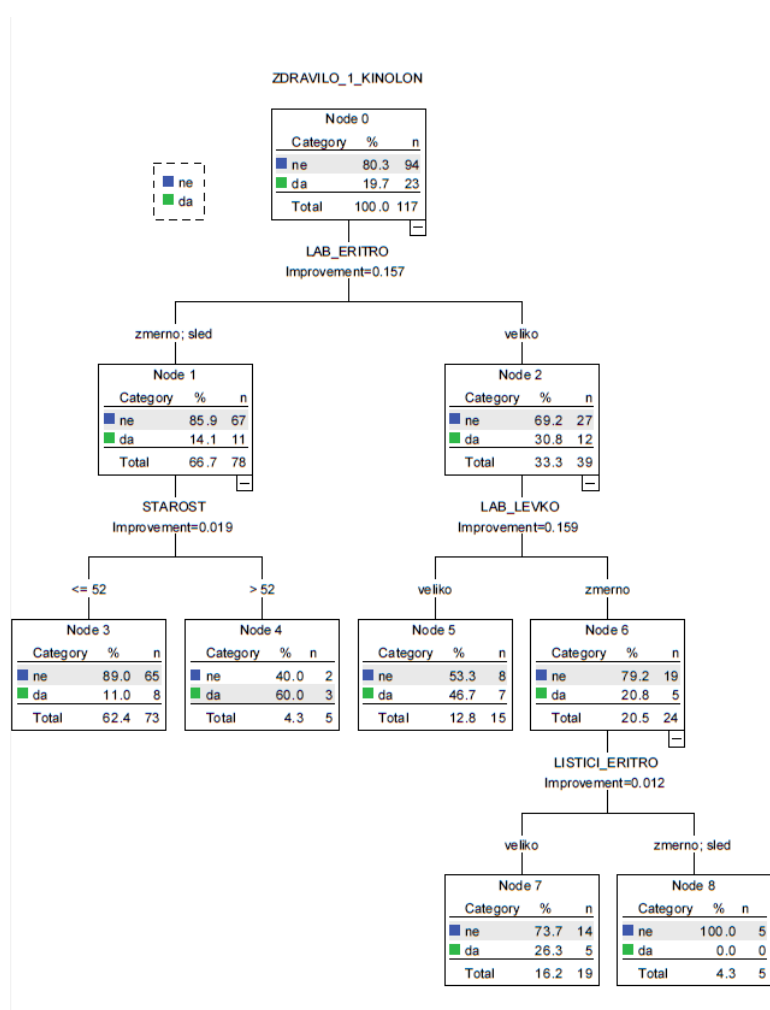 ZDRAVILO_1_KINOLON
Node 0
Category % n
ne 80.3 94
da 19.7 23
Total 100.0 117
ne
da
LAB_ERITRO
Improvement=0.157
zmerno; sled
veliko
Node 1
Category % n
ne 85.9 67
da 14.1 11
Total 66.7 78
Node 2
Category % n
ne 69.2 27
da 30.8 12
Total 33.3 39
STAROST
Improvement=0.019
LAB_LEVKO
Improvement=0.159
<= 52
> 52
veliko
zmerno
Node 3
Category % n
ne 89.0 65
da 11.0 8
Total 62.4 73
Node 4
Category % n
ne 40.0 2
da 60.0 3
Total 4.3 5
Node 5
Category % n
ne 53.3 8
da 46.7 7
Total 12.8 15
Node 6
Category % n
ne 79.2 19
da 20.8 5
Total 20.5 24
LISTICI_ERITRO
Improvement=0.012
veliko
zmerno; sled
Node 7
Category % n
ne 73.7 14
da 26.3 5
Total 16.2 19
Node 8
Category % n
ne 100.0 5
da 0.0 0
Total 4.3 5